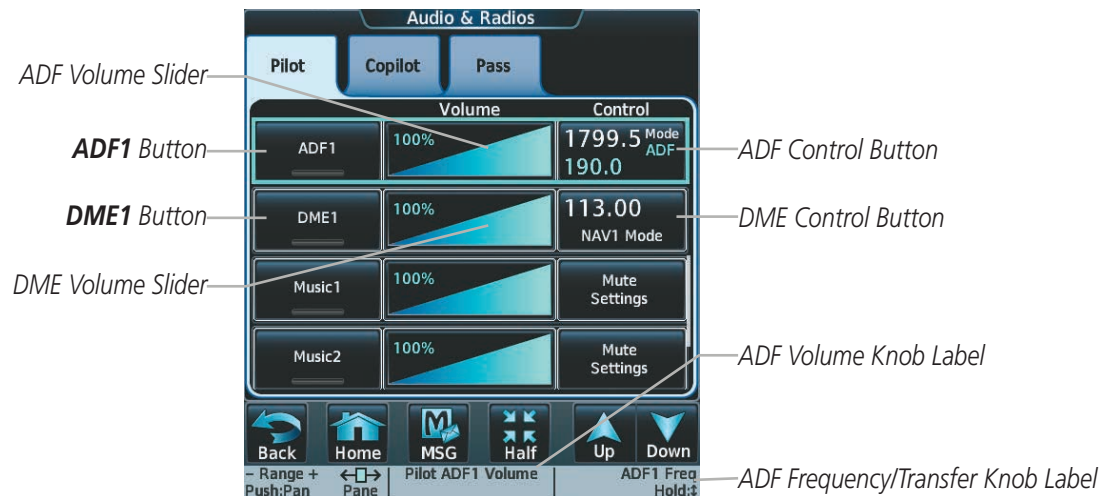 Audio & Radios
Pilot Copilot Pass
ADF Volume Slider
Volume Control
ADF1 Button
ADF1 100% 1799.5 Mode ADF
190.0
ADF Control Button
DME1 Button
DME1 100% 113.00
NAV1 Mode
DME Control Button
DME Volume Slider
Music1 100% Mute
Settings
Music2 100% Mute
Settings
ADF Volume Knob Label
Back Home MSG Half Up Down
- Range + Pilot ADF1 Volume ADF1 Freq
Push:Pan Pane Hold:↕
ADF Frequency/Transfer Knob Label